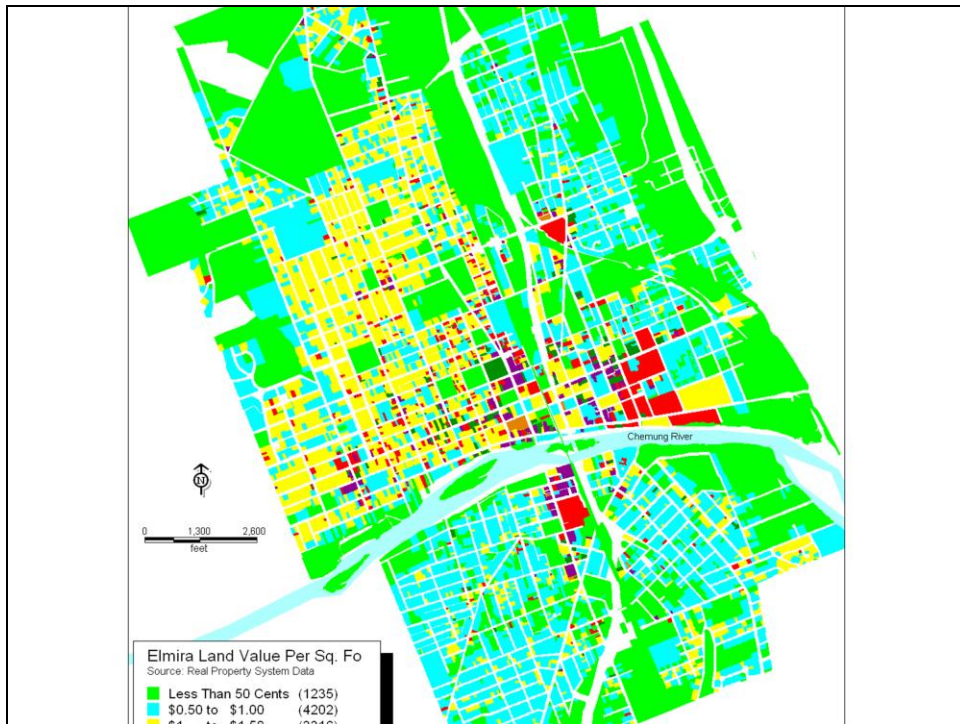 Chemung River
N
0 1,300 2,600
feet
Elmira Land Value Per Sq. Fo
Source: Real Property System Data
Less Than 50 Cents (1235)
$0.50 to $1.00 (4202)